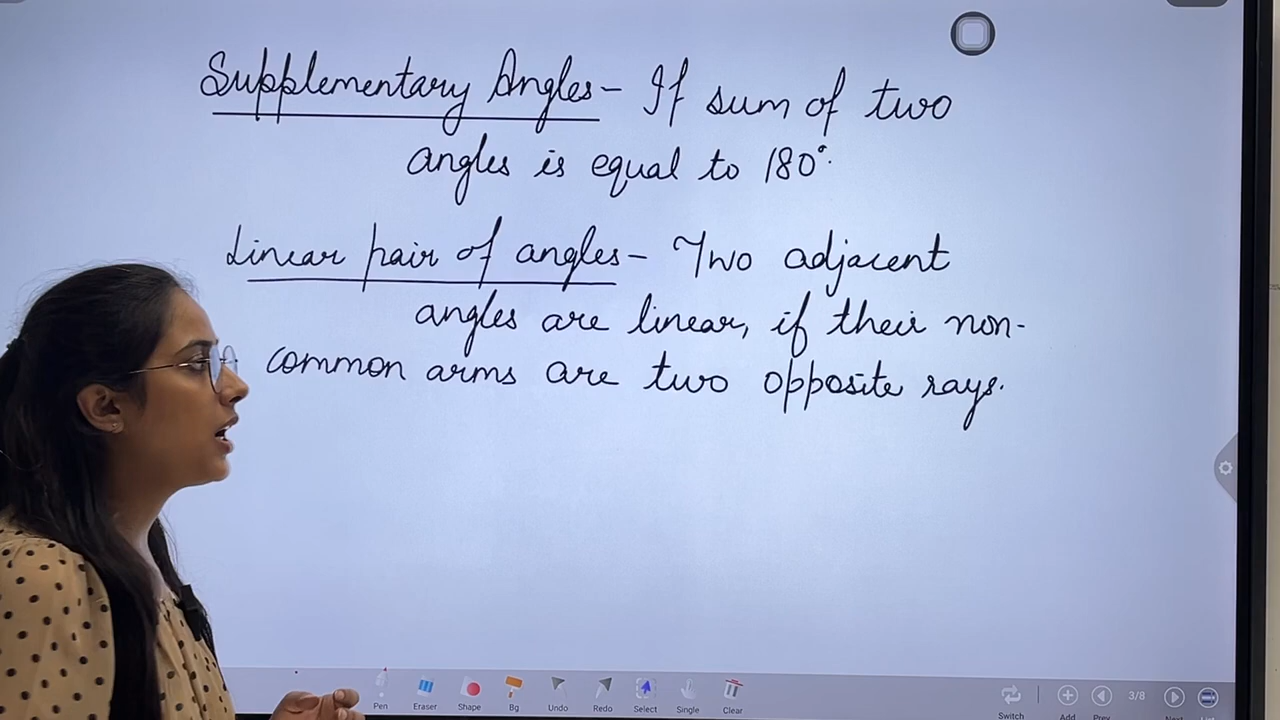 Supplementary Angles - If sum of two
angles is equal to 180°.
Linear pair of angles - Two adjacent
angles are linear, if their non-
common arms are two opposite rays.
Pen Eraser Shape Bg Undo Redo Select Single Clear Switch Add Prev 3/8